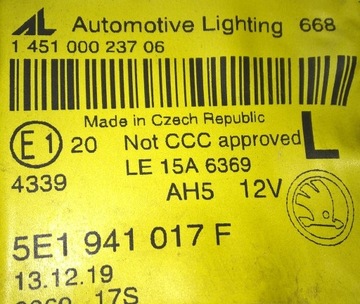 AL Automotive Lighting 668
1 451 000 237 06
Made in Czech Republic
E1 20 Not CCC approved L
4339 LE 15A 6369
AH5 12V
5E1 941 017 F
13.12.19
17S